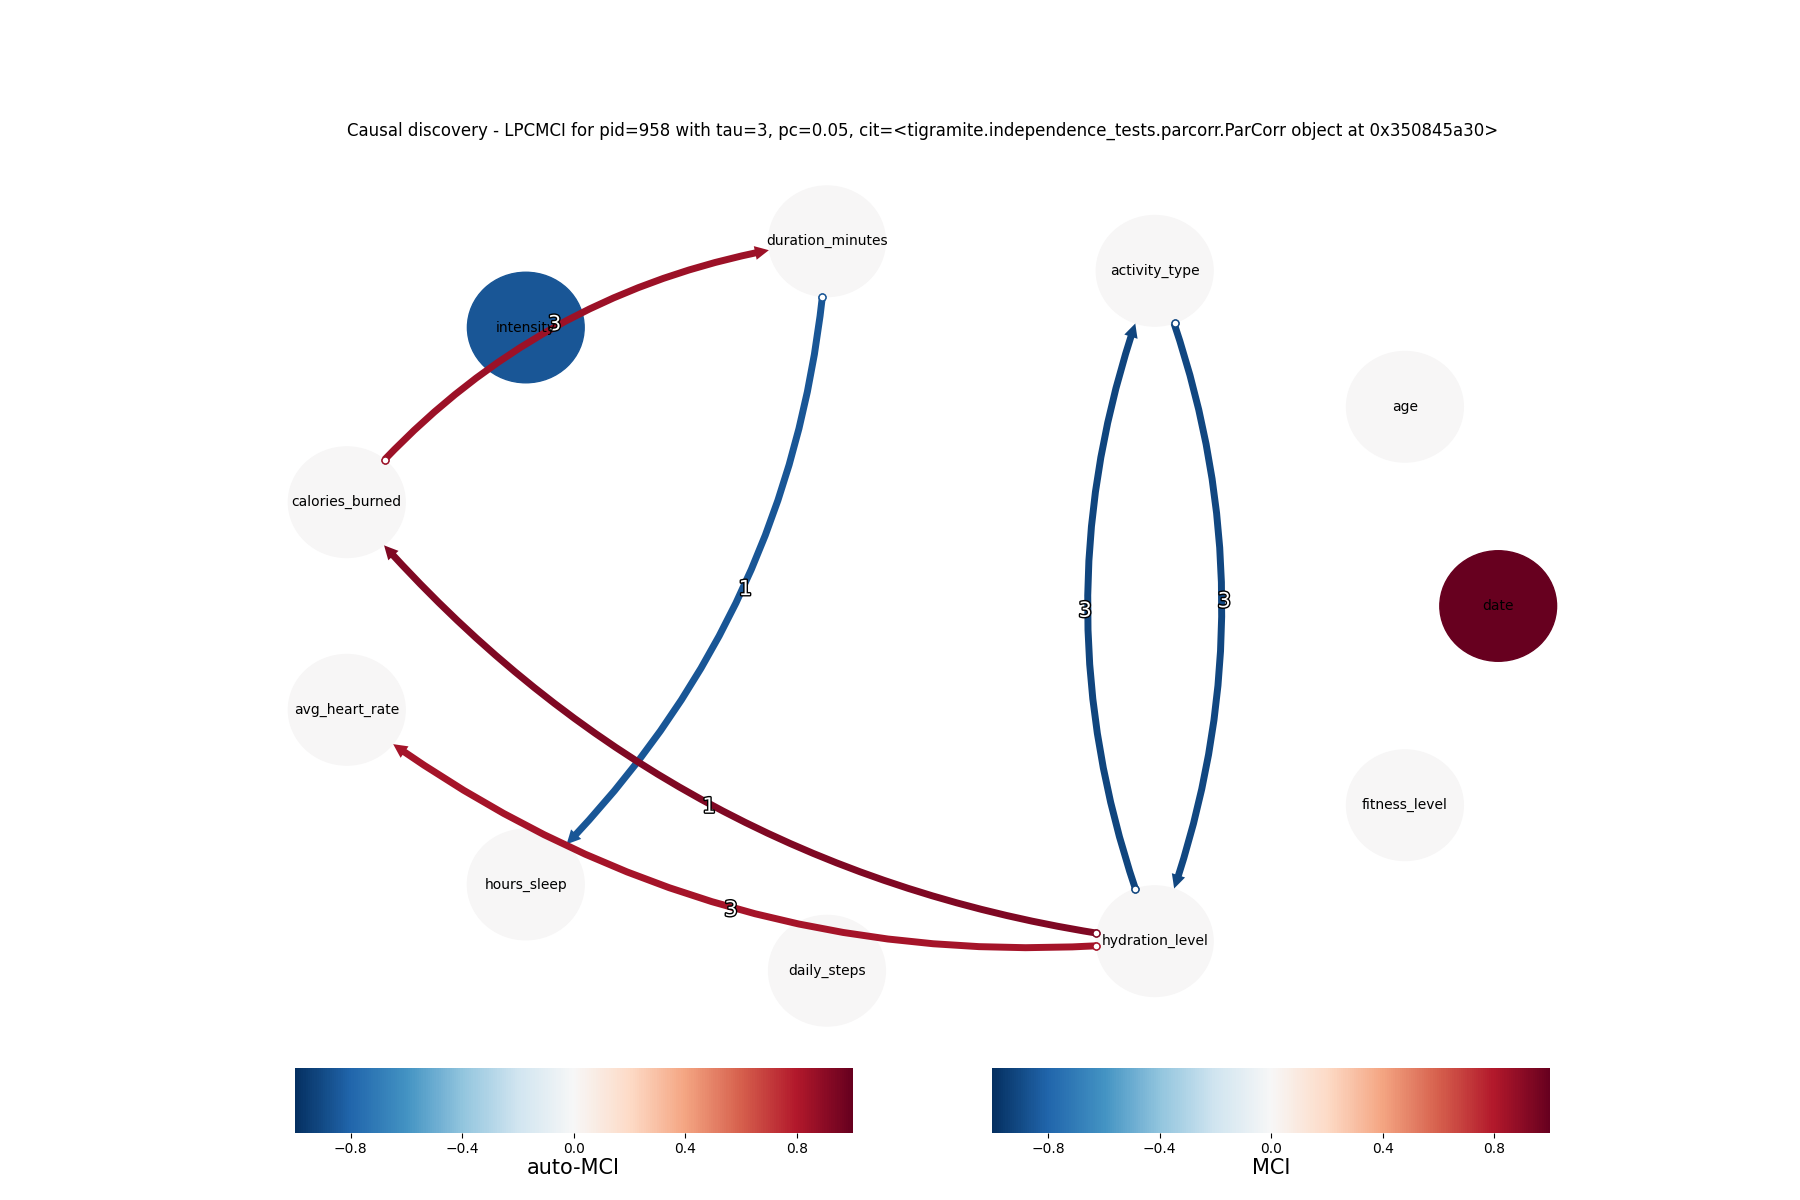 Causal discovery - LPCMCI for pid=958 with tau=3, pc=0.05, cit=<tigramite.independence_tests.parcorr.ParCorr object at 0x350845a30>
duration_minutes
activity_type
intensity
3
age
calories_burned
1
3
3
date
avg_heart_rate
1
fitness_level
hours_sleep
3
hydration_level
daily_steps
−0.8 −0.4 0.0 0.4 0.8
auto-MCI
−0.8 −0.4 0.0 0.4 0.8
MCI